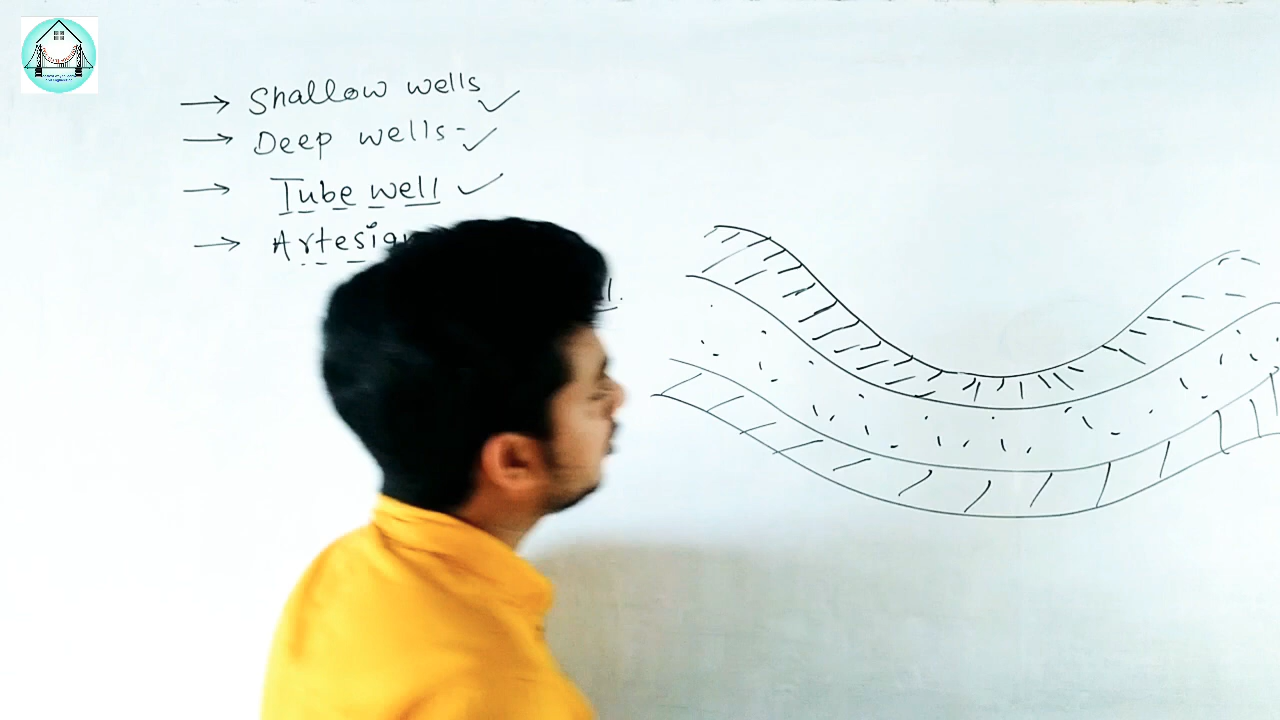 → Shallow wells ✓
→ Deep wells - ✓
→ Tube well ✓
→